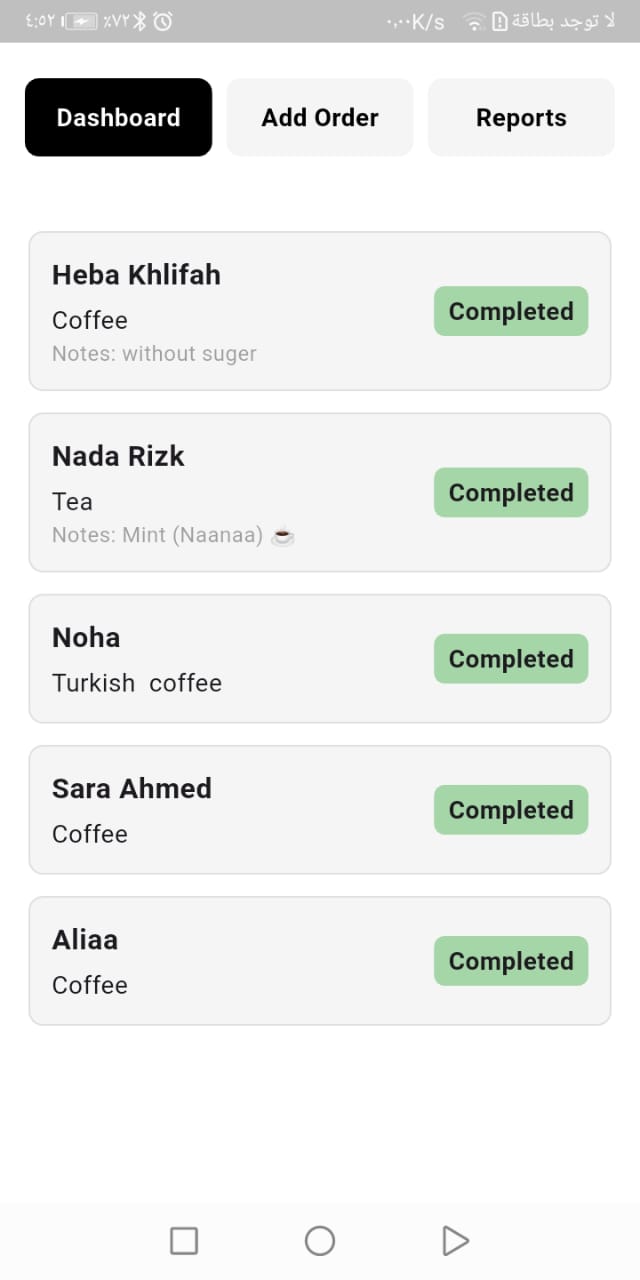 ٤:٥٢ ٪٧٢ ٠,٠٠K/s لا توجد بطاقة
Dashboard Add Order Reports
Heba Khlifah
Coffee
Completed
Notes: without suger
Nada Rizk
Tea
Completed
Notes: Mint (Naanaa) ☕
Noha
Completed
Turkish  coffee
Sara Ahmed
Completed
Coffee
Aliaa
Completed
Coffee